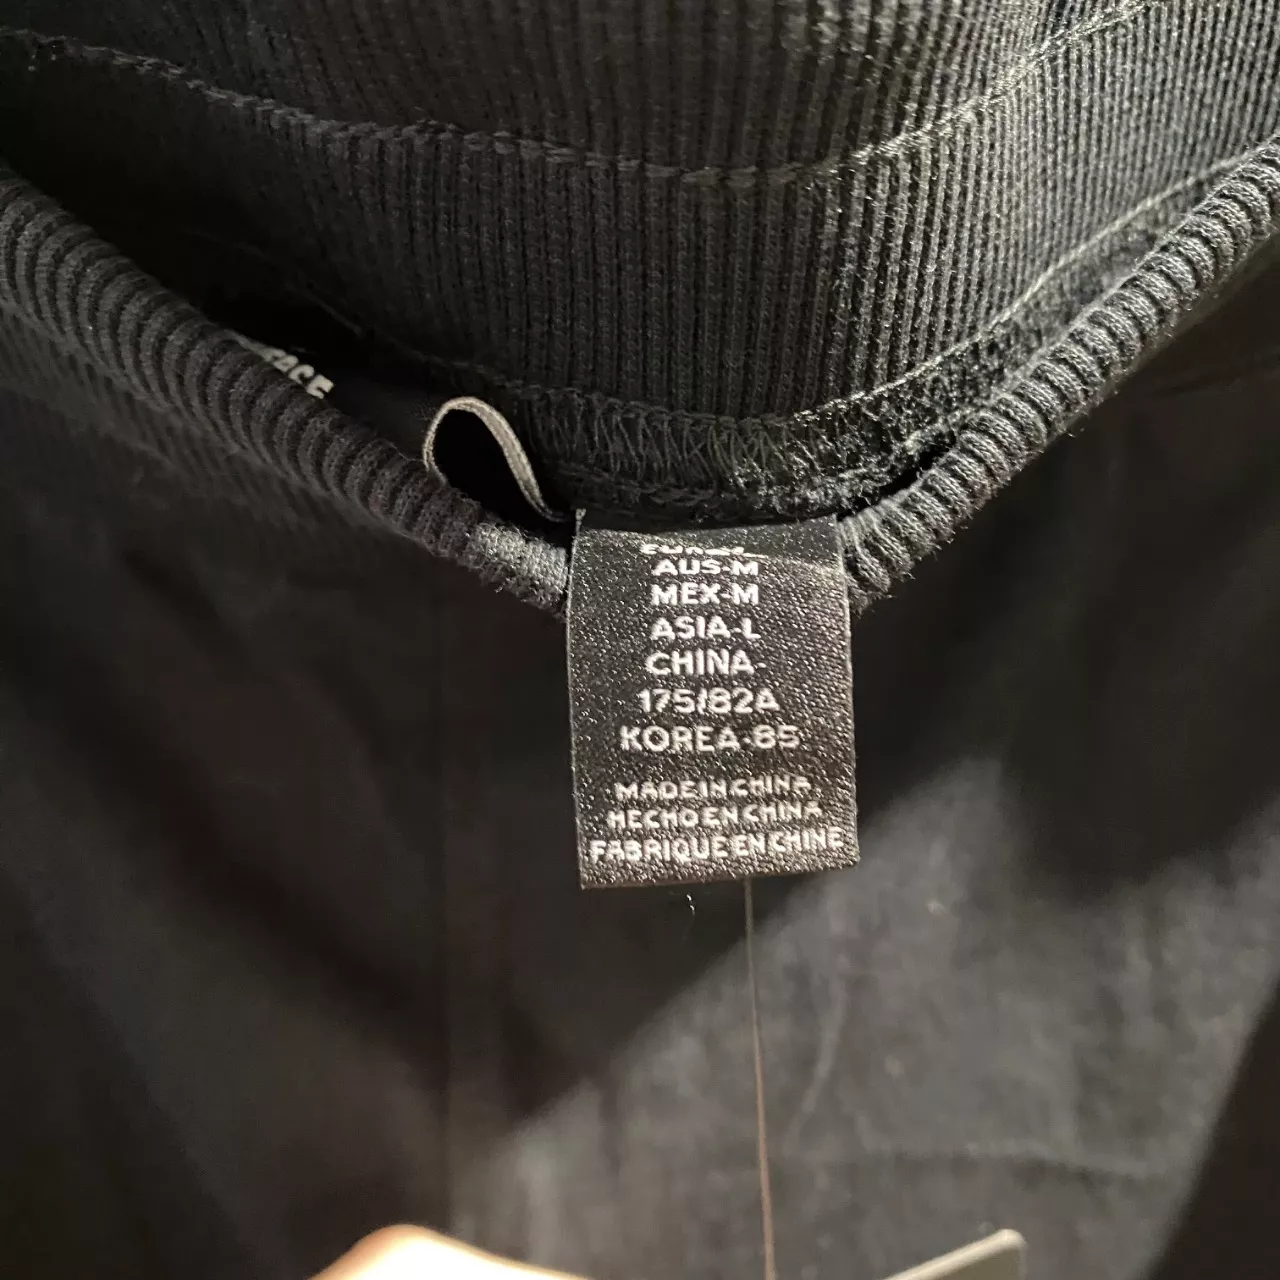 AUS-M
MEX-M
ASIA-L
CHINA-
175/82A
KOREA-85
MADE IN CHINA
HECHO EN CHINA
FABRIQUE EN CHINE